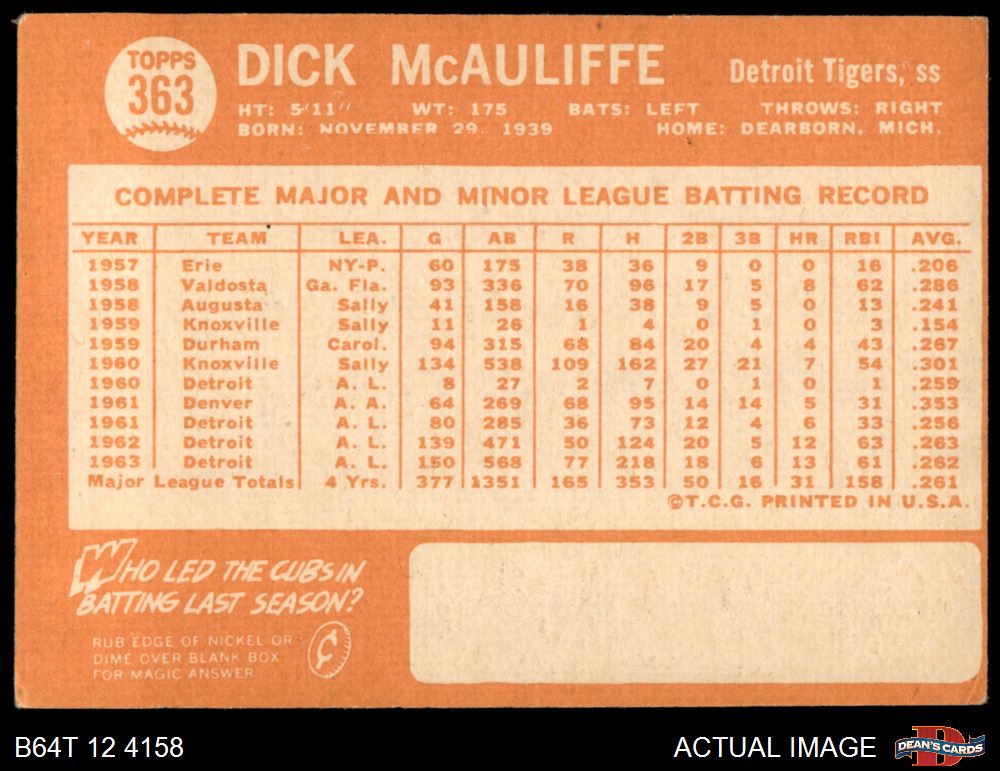 TOPPS
363
DICK McAULIFFE Detroit Tigers, ss
HT: 5'11" WT: 175 BATS: LEFT THROWS: RIGHT
BORN: NOVEMBER 29, 1939 HOME: DEARBORN, MICH.
COMPLETE MAJOR AND MINOR LEAGUE BATTING RECORD
YEAR TEAM LEA. G AB R H 2B 3B HR RBI AVG.
1957 Erie NY-P. 60 175 38 36 9 0 0 16 .206
1958 Valdosta Ga. Fla. 93 336 70 96 17 5 8 62 .286
1958 Augusta Sally 41 158 16 38 9 5 0 13 .241
1959 Knoxville Sally 11 26 1 4 0 1 0 3 .154
1959 Durham Carol. 94 315 68 84 20 4 4 43 .267
1960 Knoxville Sally 134 538 109 162 27 21 7 54 .301
1960 Detroit A. L. 8 27 2 7 0 1 0 1 .259
1961 Denver A. A. 64 269 68 95 14 14 5 31 .353
1961 Detroit A. L. 80 285 36 73 12 4 6 33 .256
1962 Detroit A. L. 139 471 50 124 20 5 12 63 .263
1963 Detroit A. L. 150 568 77 218 18 6 13 61 .262
Major League Totals 4 Yrs. 377 1351 165 353 50 16 31 158 .261
©T.C.G. PRINTED IN U.S.A.
WHO LED THE CUBS IN
BATTING LAST SEASON?
RUB EDGE OF NICKEL OR
DIME OVER BLANK BOX
FOR MAGIC ANSWER
¢
B64T 12 4158 ACTUAL IMAGE DEAN'S CARDS